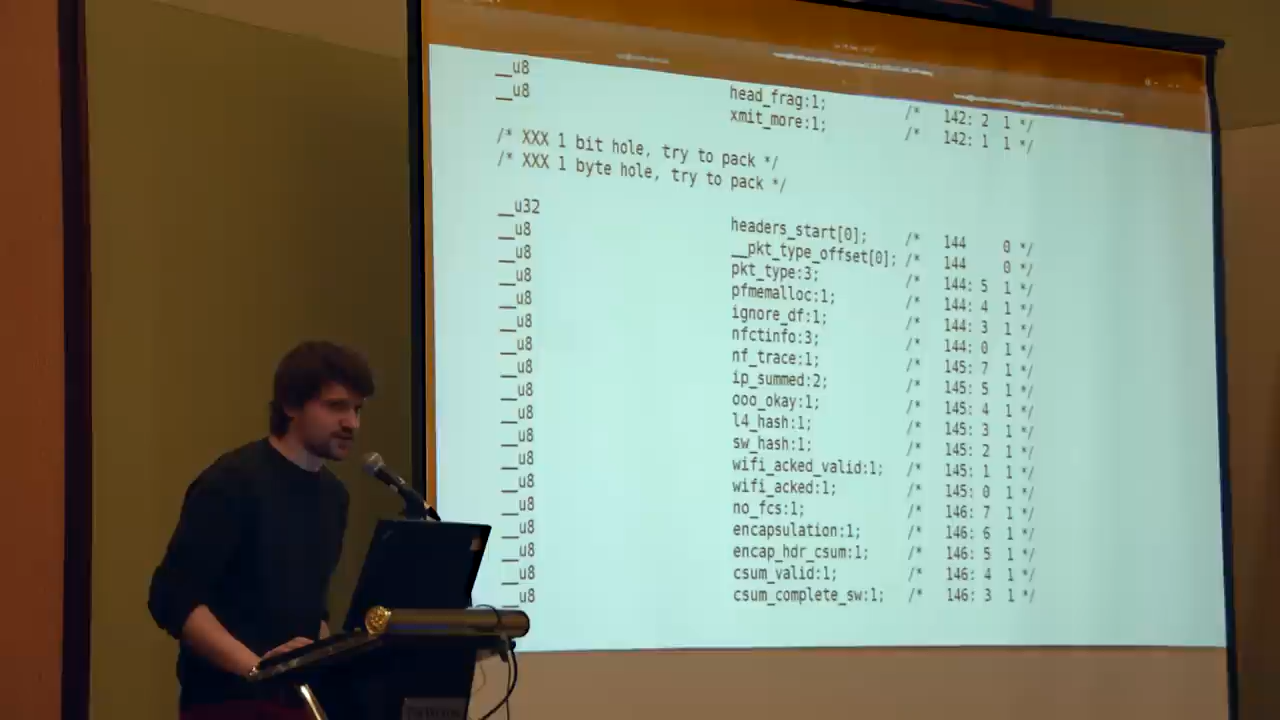 __u8 head_frag:1; /* 142: 2 1 */
__u8 xmit_more:1; /* 142: 1 1 */
/* XXX 1 bit hole, try to pack */
/* XXX 1 byte hole, try to pack */
__u32 headers_start[0]; /* 144 0 */
__u8 __pkt_type_offset[0]; /* 144 0 */
__u8 pkt_type:3; /* 144: 5 1 */
__u8 pfmemalloc:1; /* 144: 4 1 */
__u8 ignore_df:1; /* 144: 3 1 */
__u8 nfctinfo:3; /* 144: 0 1 */
__u8 nf_trace:1; /* 145: 7 1 */
__u8 ip_summed:2; /* 145: 5 1 */
__u8 ooo_okay:1; /* 145: 4 1 */
__u8 l4_hash:1; /* 145: 3 1 */
__u8 sw_hash:1; /* 145: 2 1 */
__u8 wifi_acked_valid:1; /* 145: 1 1 */
__u8 wifi_acked:1; /* 145: 0 1 */
__u8 no_fcs:1; /* 146: 7 1 */
__u8 encapsulation:1; /* 146: 6 1 */
__u8 encap_hdr_csum:1; /* 146: 5 1 */
__u8 csum_valid:1; /* 146: 4 1 */
__u8 csum_complete_sw:1; /* 146: 3 1 */